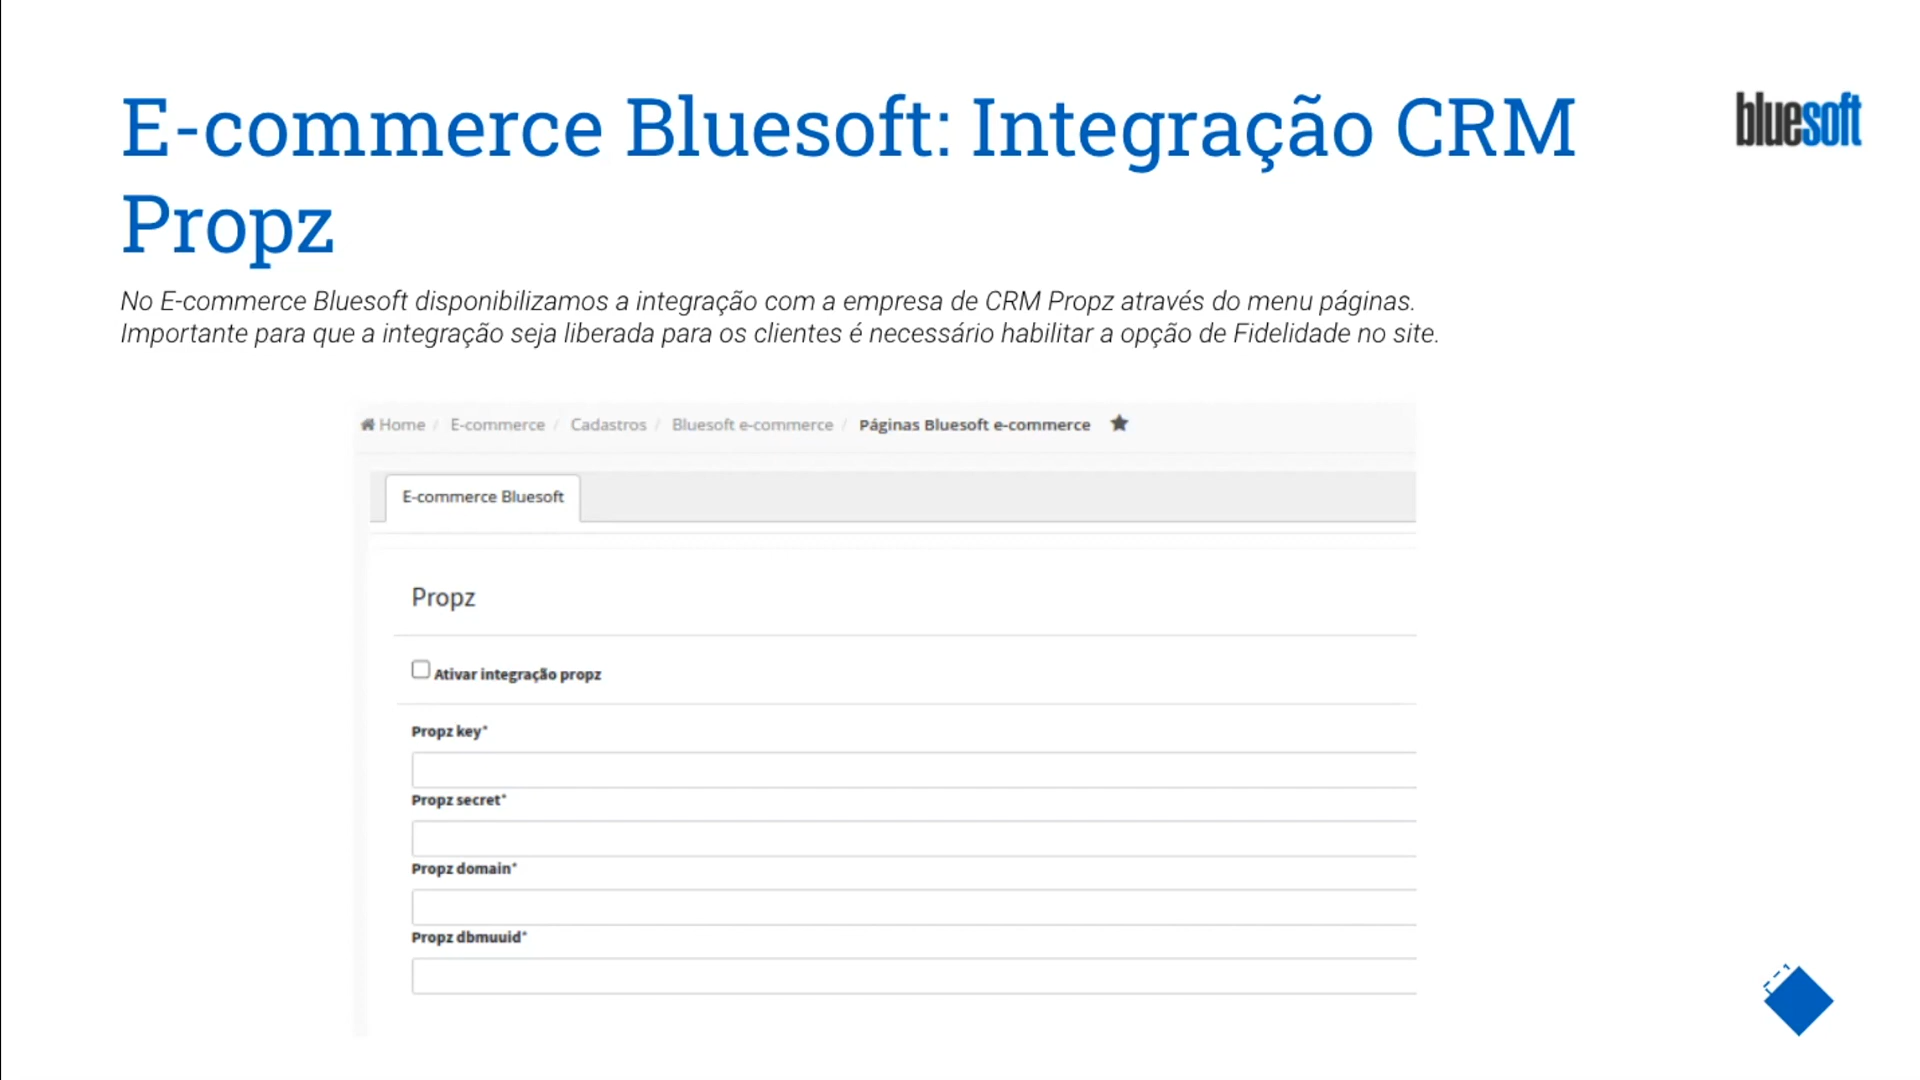 E-commerce Bluesoft: Integração CRM
Propz
bluesoft
No E-commerce Bluesoft disponibilizamos a integração com a empresa de CRM Propz através do menu páginas.
Importante para que a integração seja liberada para os clientes é necessário habilitar a opção de Fidelidade no site.
Home / E-commerce / Cadastros / Bluesoft e-commerce / Páginas Bluesoft e-commerce
E-commerce Bluesoft
Propz
Ativar integração propz
Propz key*
Propz secret*
Propz domain*
Propz dbmuuid*